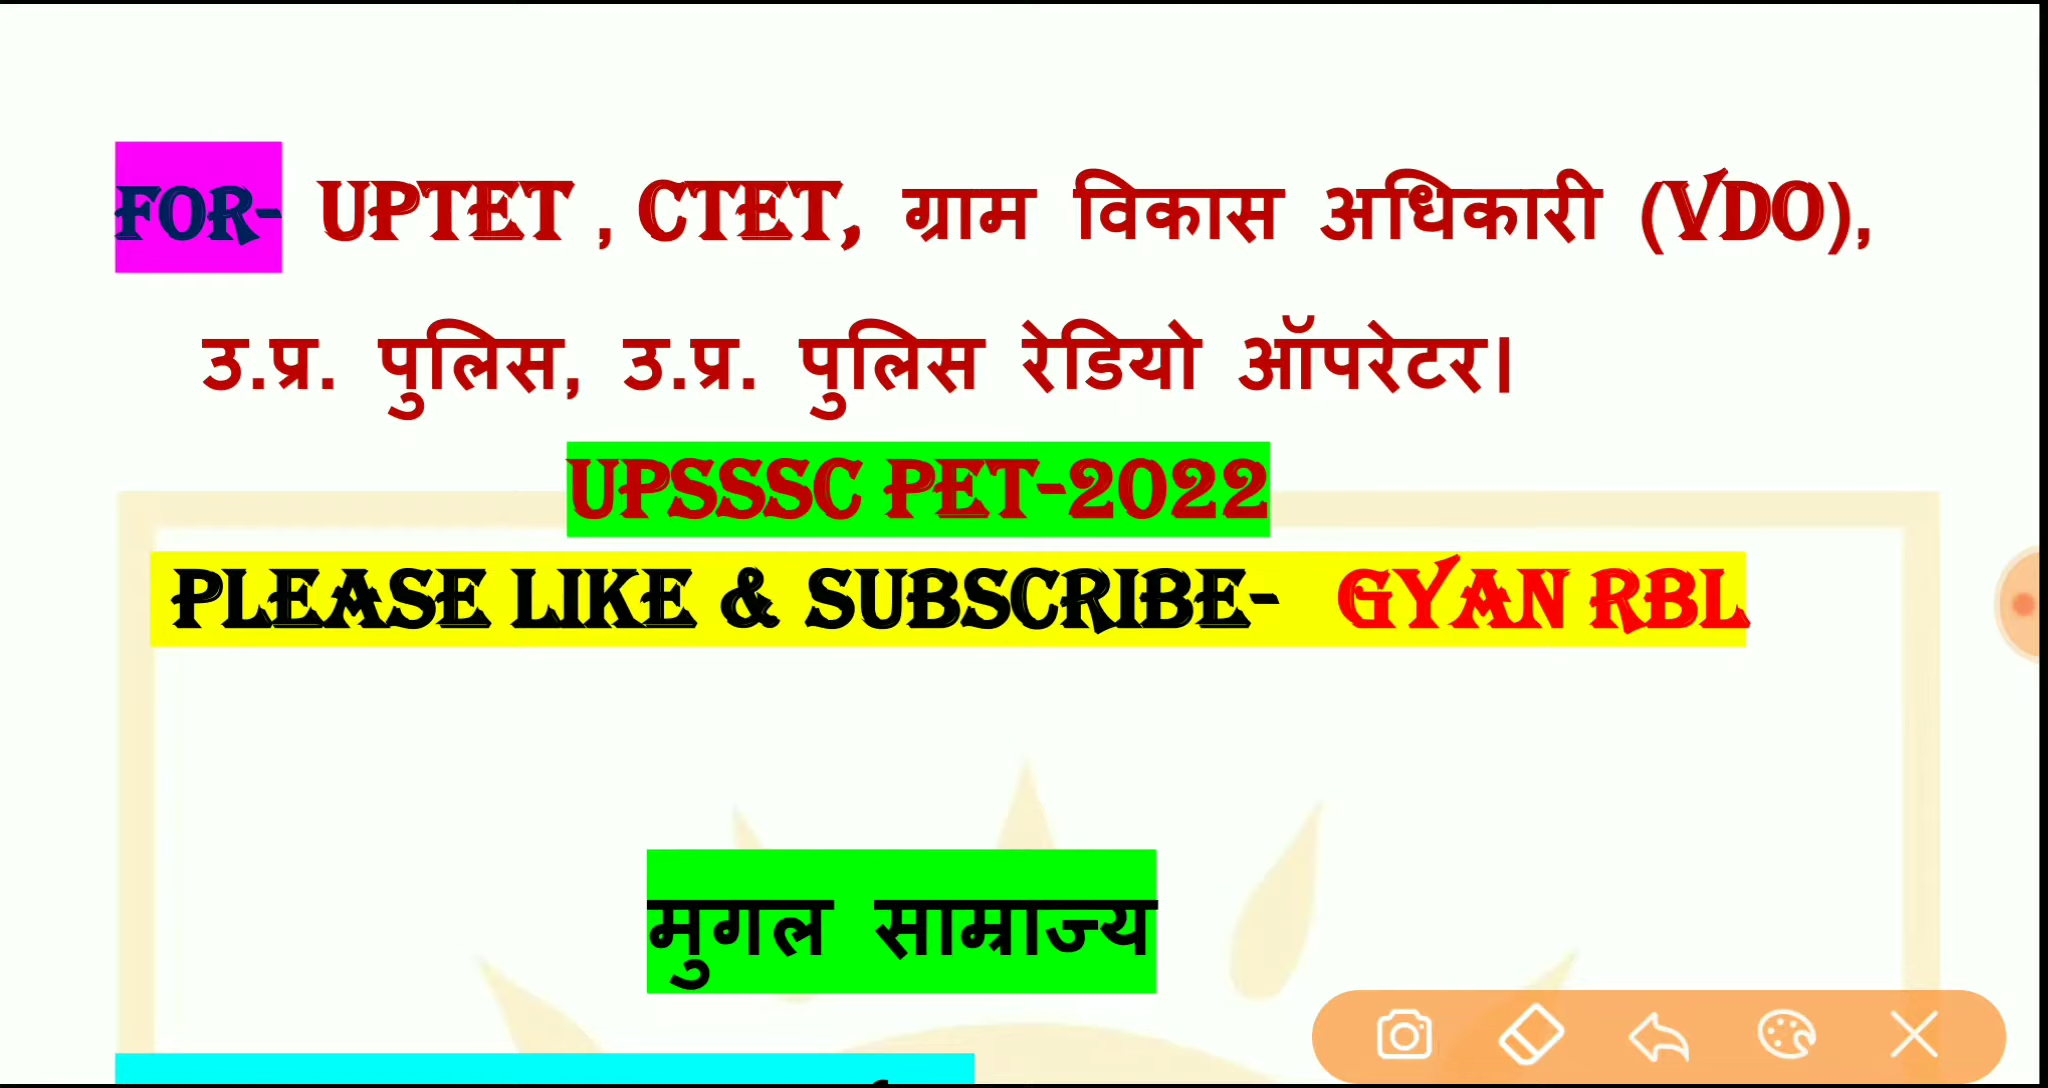 FOR- UPTET , CTET, ग्राम विकास अधिकारी (VDO),
उ.प्र. पुलिस, उ.प्र. पुलिस रेडियो ऑपरेटर।
UPSSSC PET-2022
PLEASE LIKE & SUBSCRIBE- GYAN RBL
मुगल साम्राज्य